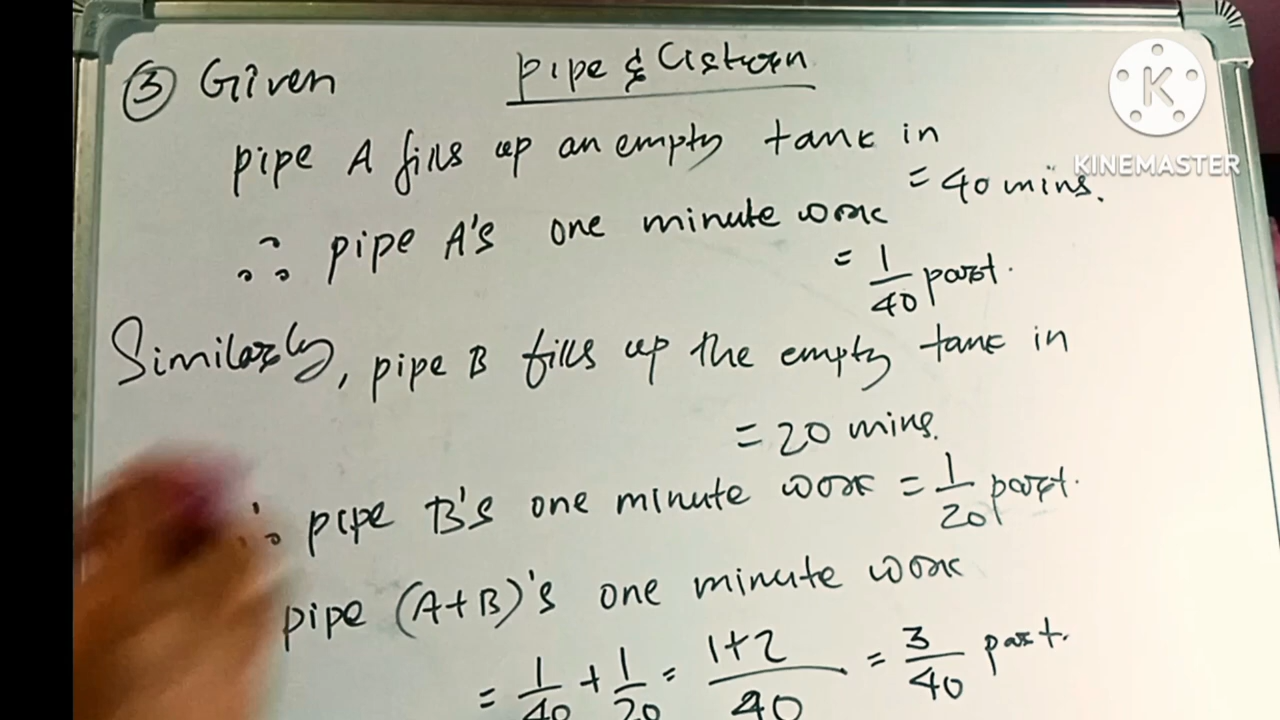 ③ Given Pipe & Cistern
pipe A fills up an empty tank in
= 40 mins.
∴ pipe A's one minute work
= 1/40 part.
Similarly, pipe B fills up the empty tank in
= 20 mins.
∴ pipe B's one minute work = 1/20 part.
pipe (A+B)'s one minute work
= 1/40 + 1/20 = 1+2/40 = 3/40 part.
K
KINEMASTER